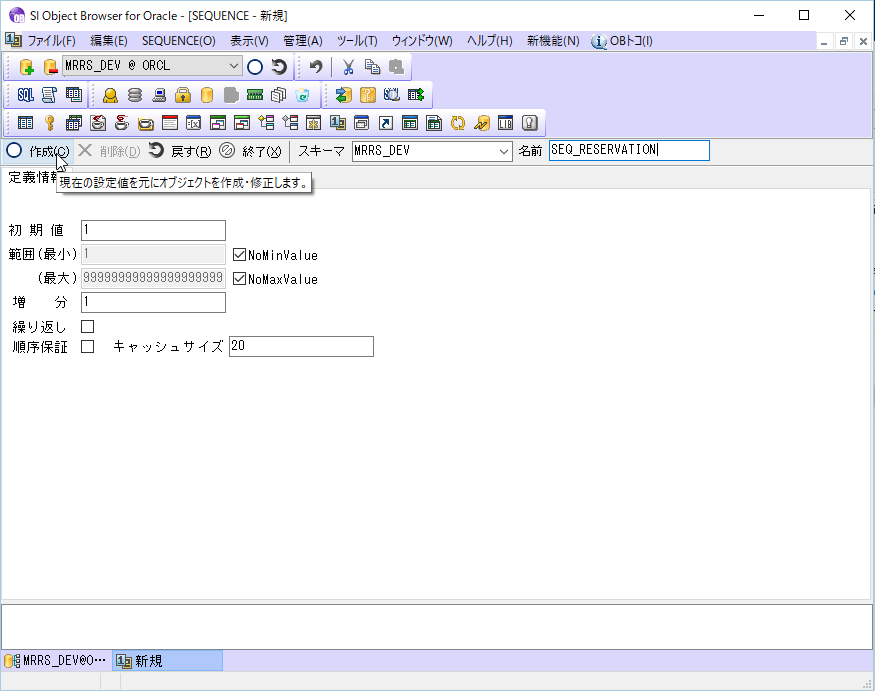 SI Object Browser for Oracle - [SEQUENCE - 新規]
ファイル(F) 編集(E) SEQUENCE(O) 表示(V) 管理(A) ツール(T) ウィンドウ(W) ヘルプ(H) 新機能(N) OBトコ(I)
MRRS_DEV @ ORCL
SQL
作成(C) 削除(D) 戻す(R) 終了(X) スキーマ MRRS_DEV 名前 SEQ_RESERVATION
定義情報
現在の設定値を元にオブジェクトを作成・修正します。
初期値 1
範囲(最小) 1 NoMinValue
(最大) 99999999999999999999 NoMaxValue
増 分 1
繰り返し
順序保証 キャッシュサイズ 20
MRRS_DEV@O… 新規